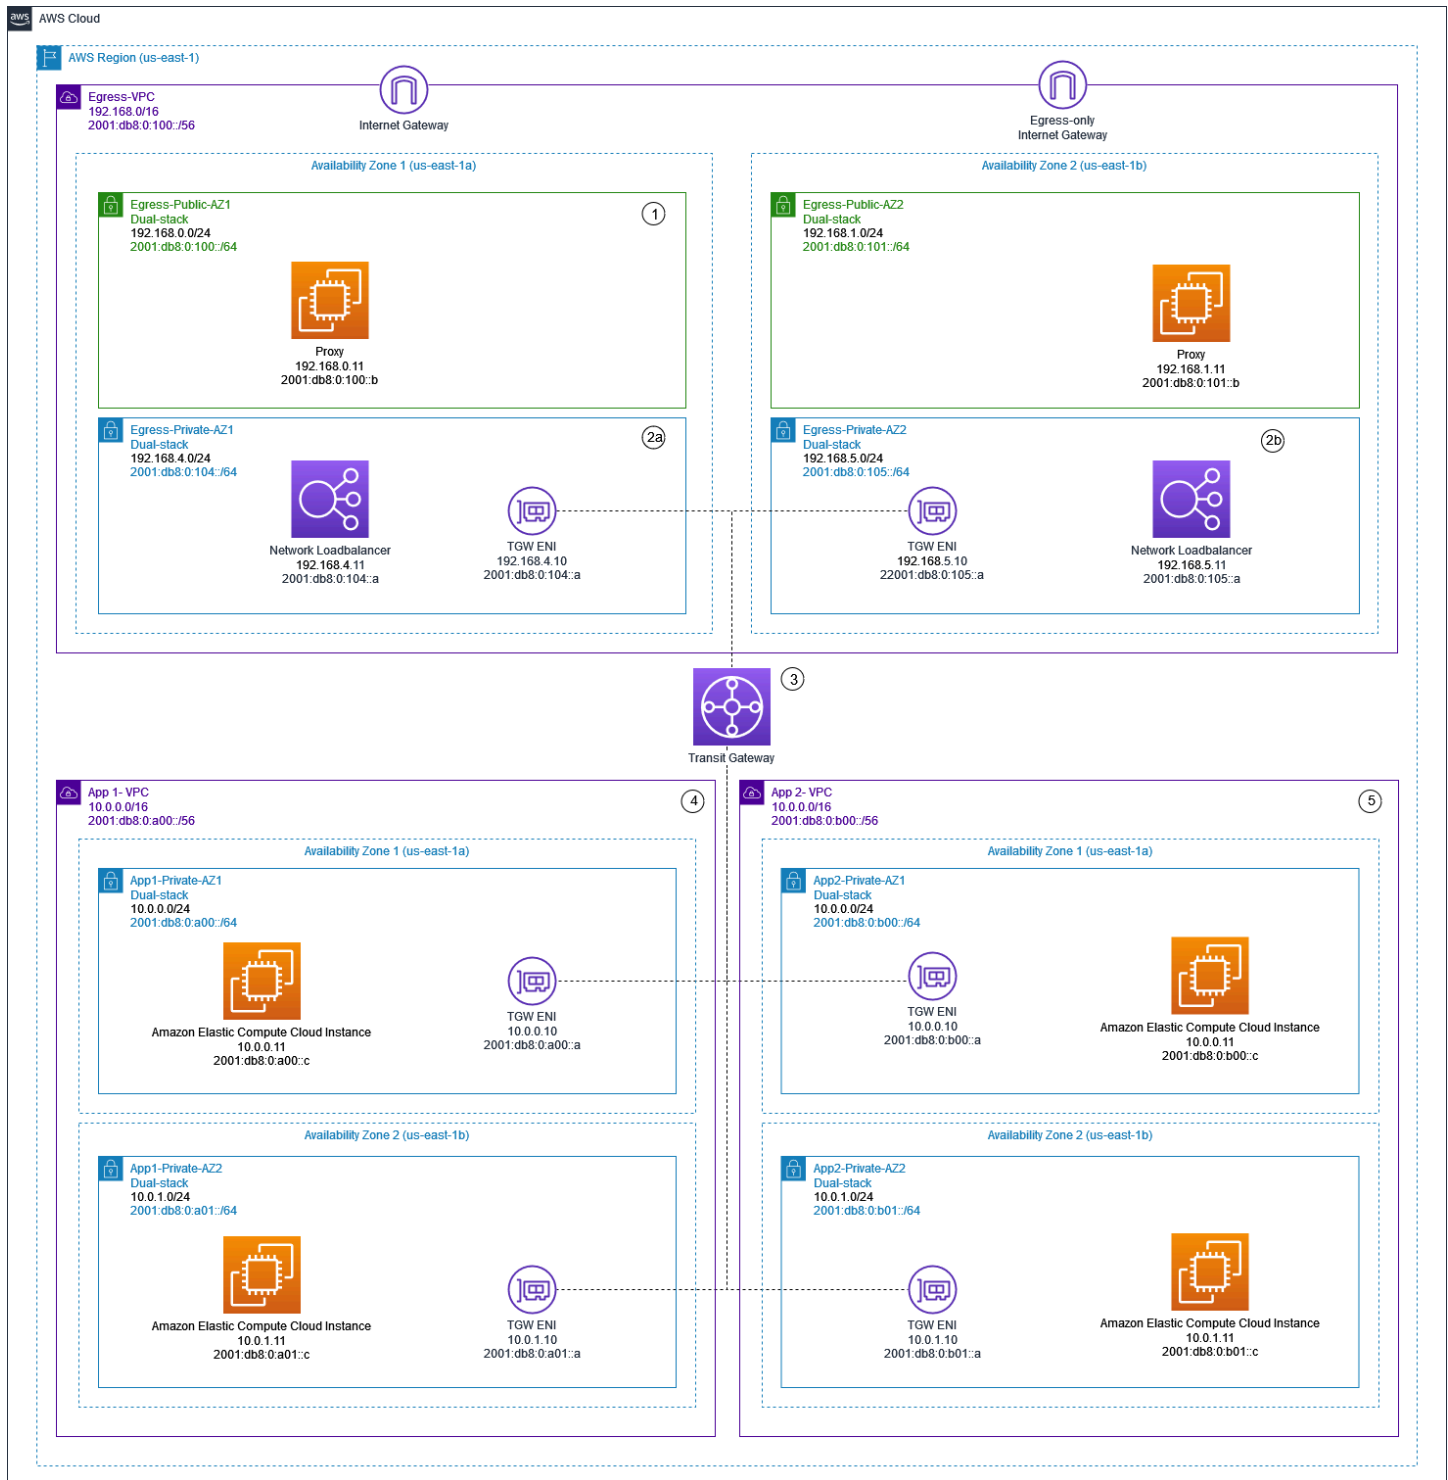 aws
AWS Cloud
AWS Region (us-east-1)
Egress-VPC
192.168.0/16
2001:db8:0:100::/56
Internet Gateway
Egress-only
Internet Gateway
Availability Zone 1 (us-east-1a)
Availability Zone 2 (us-east-1b)
Egress-Public-AZ1
Dual-stack
192.168.0.0/24
2001:db8:0:100::/64
1
Proxy
192.168.0.11
2001:db8:0:100::b
Egress-Public-AZ2
Dual-stack
192.168.1.0/24
2001:db8:0:101::/64
Proxy
192.168.1.11
2001:db8:0:101::b
Egress-Private-AZ1
Dual-stack
192.168.4.0/24
2001:db8:0:104::/64
2a
Network Loadbalancer
192.168.4.11
2001:db8:0:104::a
TGW ENI
192.168.4.10
2001:db8:0:104::a
Egress-Private-AZ2
Dual-stack
192.168.5.0/24
2001:db8:0:105::/64
2b
TGW ENI
192.168.5.10
22001:db8:0:105::a
Network Loadbalancer
192.168.5.11
2001:db8:0:105::a
3
Transit Gateway
App 1- VPC
10.0.0.0/16
2001:db8:0:a00::/56
4
Availability Zone 1 (us-east-1a)
App1-Private-AZ1
Dual-stack
10.0.0.0/24
2001:db8:0:a00::/64
Amazon Elastic Compute Cloud Instance
10.0.0.11
2001:db8:0:a00::c
TGW ENI
10.0.0.10
2001:db8:0:a00::a
Availability Zone 2 (us-east-1b)
App1-Private-AZ2
Dual-stack
10.0.1.0/24
2001:db8:0:a01::/64
Amazon Elastic Compute Cloud Instance
10.0.1.11
2001:db8:0:a01::c
TGW ENI
10.0.1.10
2001:db8:0:a01::a
App 2- VPC
10.0.0.0/16
2001:db8:0:b00::/56
5
Availability Zone 1 (us-east-1a)
App2-Private-AZ1
Dual-stack
10.0.0.0/24
2001:db8:0:b00::/64
TGW ENI
10.0.0.10
2001:db8:0:b00::a
Amazon Elastic Compute Cloud Instance
10.0.0.11
2001:db8:0:b00::c
Availability Zone 2 (us-east-1b)
App2-Private-AZ2
Dual-stack
10.0.1.0/24
2001:db8:0:b01::/64
TGW ENI
10.0.1.10
2001:db8:0:b01::a
Amazon Elastic Compute Cloud Instance
10.0.1.11
2001:db8:0:b01::c